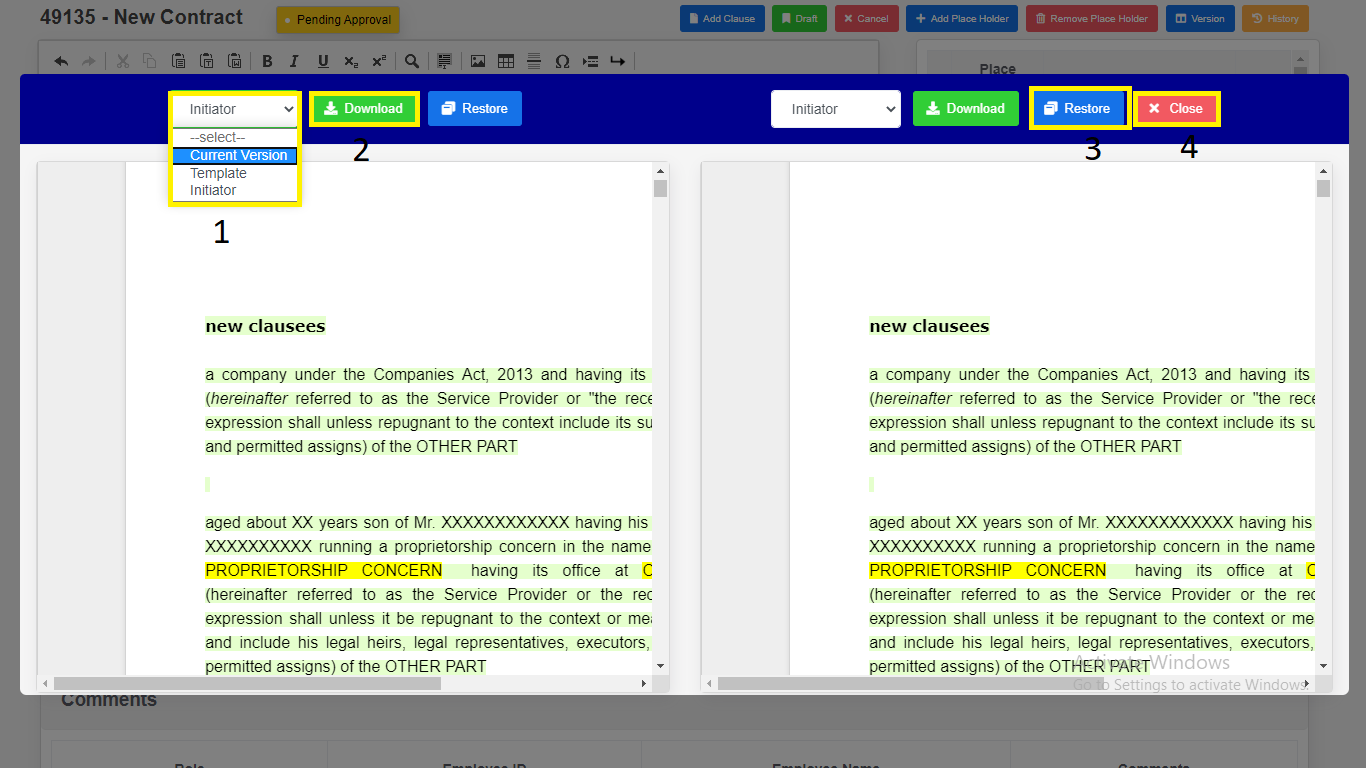 49135 - New Contract
Pending Approval
Add Clause
Draft
Cancel
Add Place Holder
Remove Place Holder
Version
History
Place
Initiator
Download
Restore
Initiator
Download
Restore
Close
--select--
Current Version
Template
Initiator
1
2
3
4
new clausees
a company under the Companies Act, 2013 and having its
(hereinafter referred to as the Service Provider or "the rece
expression shall unless repugnant to the context include its su
and permitted assigns) of the OTHER PART
aged about XX years son of Mr. XXXXXXXXXXXX having his
XXXXXXXXXX running a proprietorship concern in the name
PROPRIETORSHIP CONCERN having its office at
(hereinafter referred to as the Service Provider or the rec
expression shall unless it be repugnant to the context or me
and include his legal heirs, legal representatives, executors,
permitted assigns) of the OTHER PART
new clausees
a company under the Companies Act, 2013 and having its
(hereinafter referred to as the Service Provider or "the rece
expression shall unless repugnant to the context include its su
and permitted assigns) of the OTHER PART
aged about XX years son of Mr. XXXXXXXXXXXX having his
XXXXXXXXXX running a proprietorship concern in the name
PROPRIETORSHIP CONCERN having its office at
(hereinafter referred to as the Service Provider or the rec
expression shall unless it be repugnant to the context or me
and include his legal heirs, legal representatives, executors,
permitted assigns) of the OTHER PART
Activate Windows
Go to Settings to activate Windows.
Comments
Role
Employee ID
Employee Name
Comments